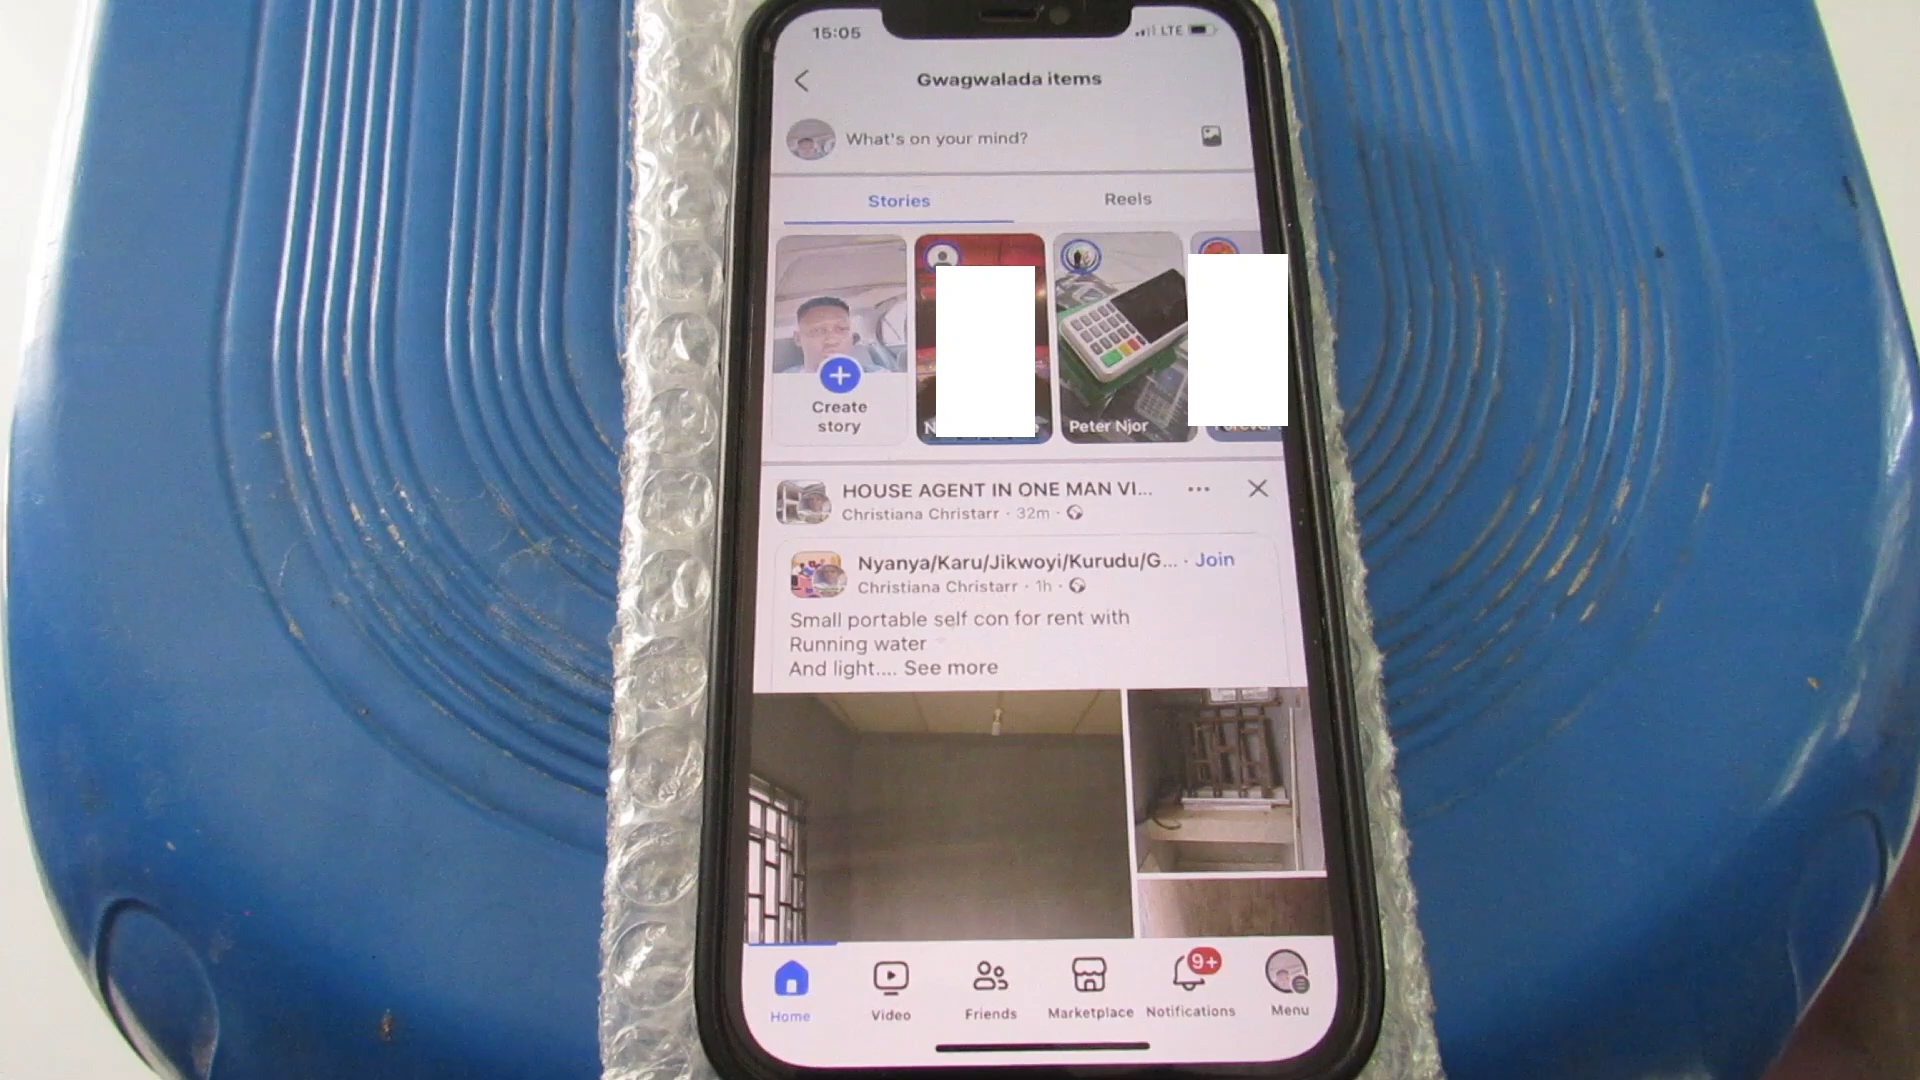 15:05
LTE
Gwagwalada items
What's on your mind?
Stories
Reels
Create
story
Peter Njor
HOUSE AGENT IN ONE MAN VI...
Christiana Christarr · 32m ·
Nyanya/Karu/Jikwoyi/Kurudu/G... · Join
Christiana Christarr · 1h ·
Small portable self con for rent with
Running water
And light.... See more
9+
Home
Video
Friends
Marketplace
Notifications
Menu